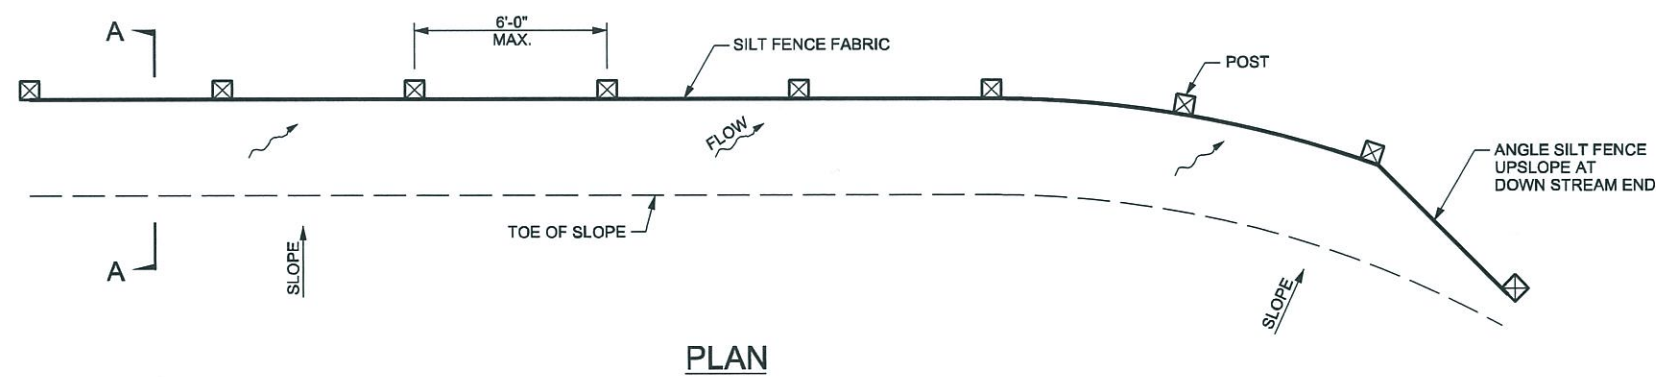 A
6'-0"
MAX.
SILT FENCE FABRIC
POST
FLOW
ANGLE SILT FENCE
UPSLOPE AT
DOWN STREAM END
TOE OF SLOPE
SLOPE
A
SLOPE
PLAN